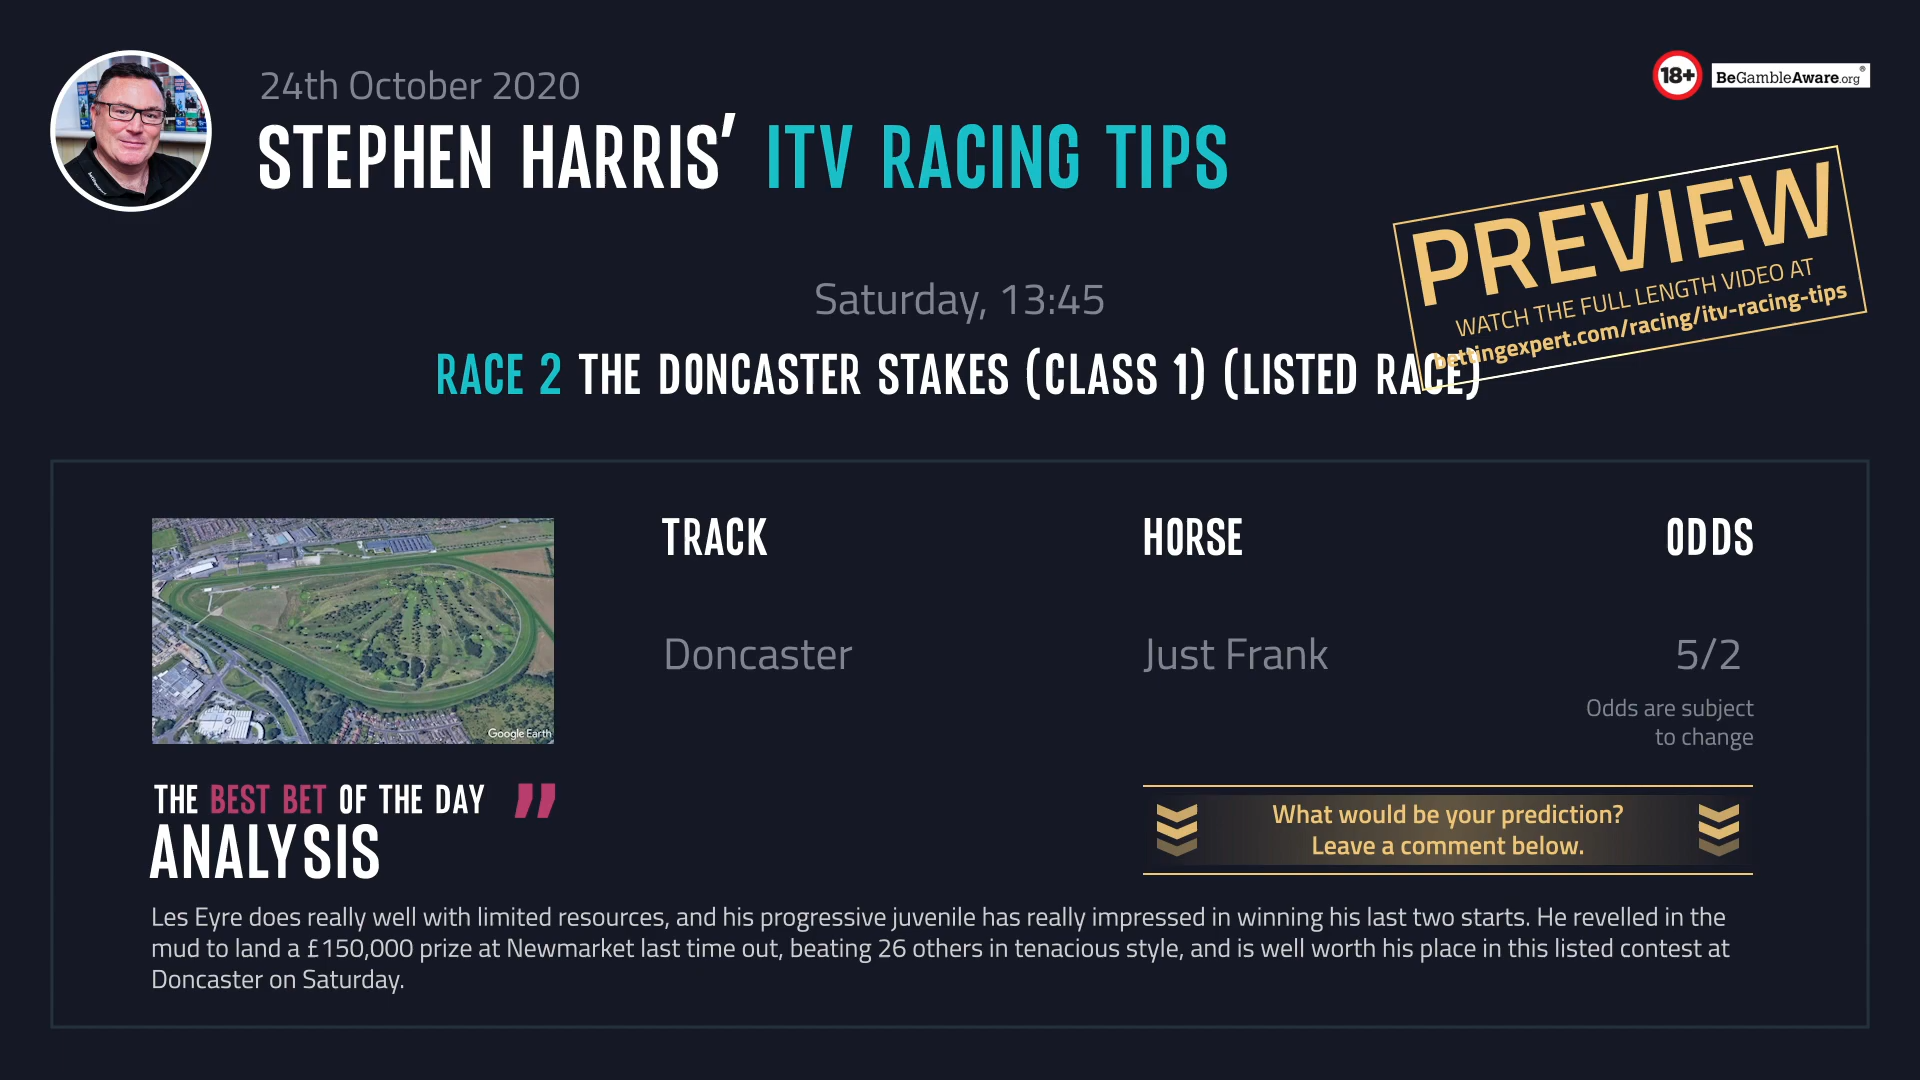 24th October 2020
STEPHEN HARRIS’ ITV RACING TIPS
18+
BeGambleAware.org®
PREVIEW
WATCH THE FULL LENGTH VIDEO AT
bettingexpert.com/racing/itv-racing-tips
Saturday, 13:45
RACE 2 THE DONCASTER STAKES (CLASS 1) (LISTED RACE)
TRACK
HORSE
ODDS
Doncaster
Just Frank
5/2
Odds are subject
to change
Google Earth
THE BEST BET OF THE DAY ”
ANALYSIS
What would be your prediction?
Leave a comment below.
Les Eyre does really well with limited resources, and his progressive juvenile has really impressed in winning his last two starts. He revelled in the
mud to land a £150,000 prize at Newmarket last time out, beating 26 others in tenacious style, and is well worth his place in this listed contest at
Doncaster on Saturday.